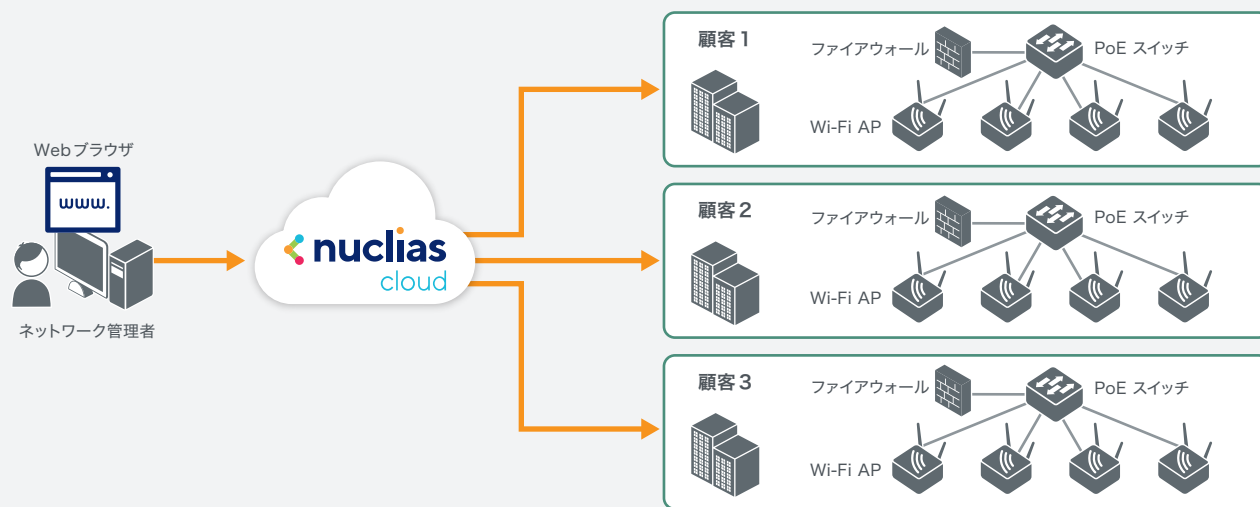 Webブラウザ
www.
ネットワーク管理者
nuclias
cloud
顧客1
ファイアウォール
PoE スイッチ
Wi-Fi AP
顧客2
ファイアウォール
PoE スイッチ
Wi-Fi AP
顧客3
ファイアウォール
PoE スイッチ
Wi-Fi AP